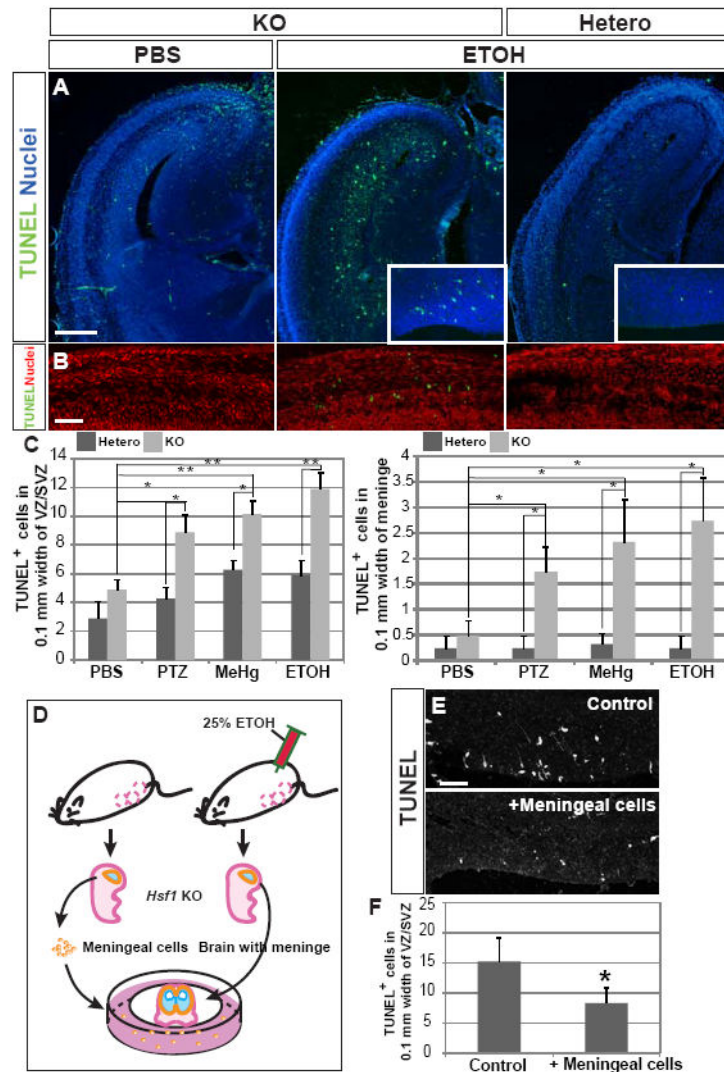 KO Hetero
PBS ETOH
A
TUNEL Nuclei
B
TUNEL Nuclei
C
Hetero KO
TUNEL+ cells in
0.1 mm width of VZ/SVZ
14
12
10
8
6
4
2
0
** ** * * * **
PBS PTZ MeHg ETOH
Hetero KO
TUNEL+ cells in
0.1 mm width of meninge
4
3.5
3
2.5
2
1.5
1
0.5
0
* * * * * *
PBS PTZ MeHg ETOH
D
25% ETOH
Hsf1 KO
Meningeal cells Brain with meninge
E
TUNEL
Control
+Meningeal cells
F
TUNEL+ cells in
0.1 mm width of VZ/SVZ
25
20
15
10
5
0
*
Control + Meningeal cells